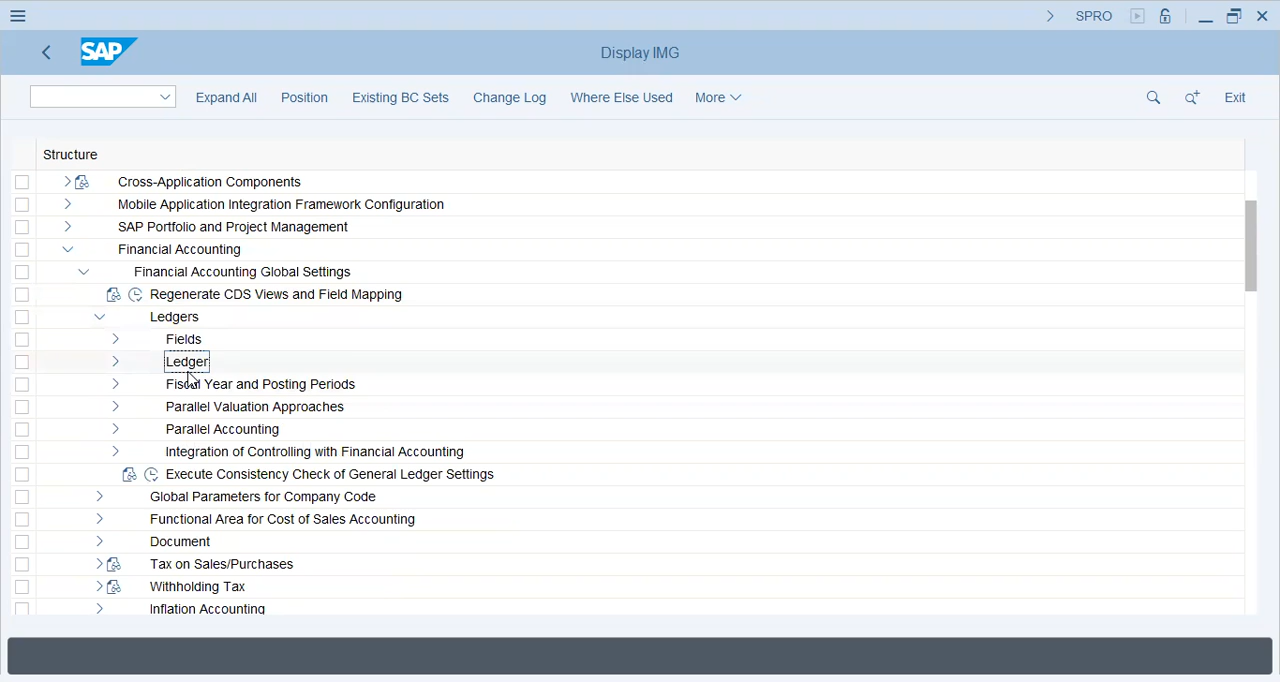 SPRO
SAP
Display IMG
Expand All Position Existing BC Sets Change Log Where Else Used More Exit
Structure
Cross-Application Components
Mobile Application Integration Framework Configuration
SAP Portfolio and Project Management
Financial Accounting
Financial Accounting Global Settings
Regenerate CDS Views and Field Mapping
Ledgers
Fields
Ledger
Fiscal Year and Posting Periods
Parallel Valuation Approaches
Parallel Accounting
Integration of Controlling with Financial Accounting
Execute Consistency Check of General Ledger Settings
Global Parameters for Company Code
Functional Area for Cost of Sales Accounting
Document
Tax on Sales/Purchases
Withholding Tax
Inflation Accounting